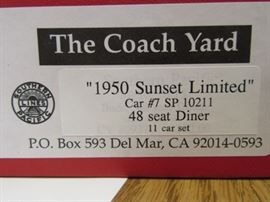 The Coach Yard
"1950 Sunset Limited"
Car #7 SP 10211
48 seat Diner
11 car set
SOUTHERN
LINES
PACIFIC
P.O. Box 593 Del Mar, CA 92014-0593